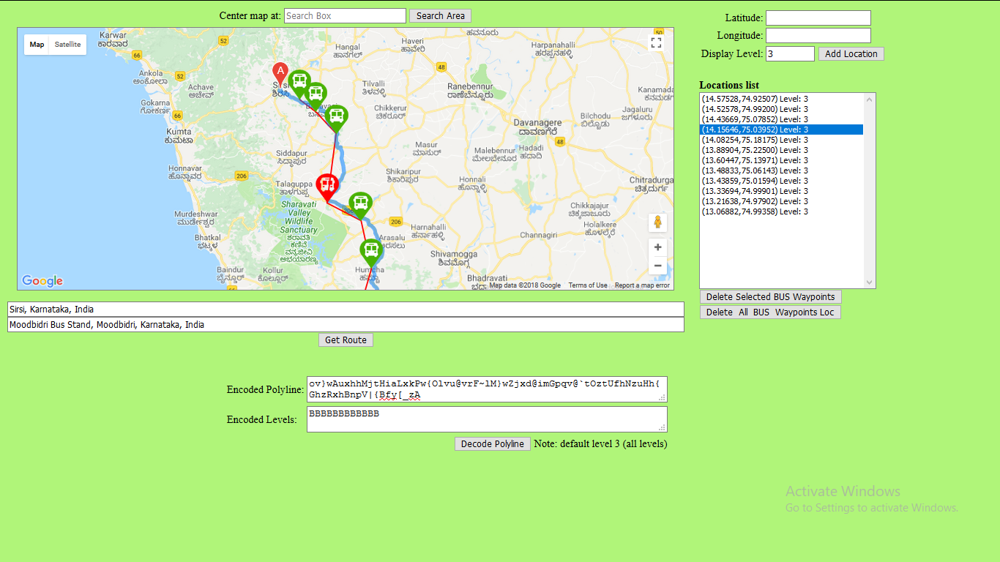 Center map at: Search Box Search Area
Map Satellite
Karwar
ಕಾರವಾರ
52
ಹವನೂರು
50
66
Hangal
ಹಾನಗಲ್
Haveri
ಹಾವೇರಿ
Harpanahalli
ಹರಪ್ಪನಹಳ್ಳಿ
Ankola
ಅಂಕೋಲಾ
52
48
A
Achave
ಅಚವೇ
Sirsi
ಶಿರಸಿ
Tilvalli
ತಿಳವಳ್ಳಿ
Ranebennur
ರಾಣೆಬೆನ್ನೂರು
Gokarna
ಗೋಕರ್ಣ
66
Chikkerur
ಚಿಕ್ಕೆರೂರ್
Jagaluru
ಜಗಳೂರು
Bilchodu
ಬಿಲ್ಚೊಡು
Davanagere
ದಾವಣಗೆರೆ
Kumta
ಕುಮಟಾ
48
Masur
ಮಾಸುರ್
Malebennur
ಮಲೇಬೆನೂರ
Hadadi
ಹದಾದಿ
Siddapur
ಸಿದ್ಧಾಪುರ
Honnavar
ಹೊನ್ನಾವರ
206
Shikaripur
ಶಿಕಾರಿಪುರ
Honnali
ಹೊನ್ನಾಳಿ
Chitradurga
ಚಿತ್ರದುರ್ಗ
Talaguppa
ತಾಳಗುಪ್ಪ
Sharavati
Valley
Wildlife
Sanctuary
ಶರಾವತಿ
ಕಣಿವೆ
ವನ್ಯಜೀವಿ
ಅಭಯಾರಣ್ಯ
Chikkajajur
ಚಿಕ್ಕಜಾಜುರು
Murdeshwar
ಮುರ್ಡೇಶ್ವರ
206
Harnahalli
ಹರ್ನಾಹಳ್ಳಿ
Holalkere
ಹೊಳಲ್ಕೆರೆ
Bhatkal
ಭಟ್ಕಳ
Arasalu
Channagiri
Shivamogga
ಶಿವಮೊಗ್ಗ
Baindur
ಬೈನ್ದೂರ್
Kollur
ಕೊಲ್ಲೂರ್
Humcha
ಹುಮ್ಚಾ
Bhadravati
66
Google
Map data ©2018 Google Terms of Use Report a map error
Sirsi, Karnataka, India
Moodbidri Bus Stand, Moodbidri, Karnataka, India
Get Route
Encoded Polyline: ov}wAuxhhMjtHiaLxkPw{Olvu@vrF~lM}wZjxd@imGpqv@`tOztUfhNzuHh{
GhzRxhBnpV|{Bfy[_zA
Encoded Levels: BBBBBBBBBBBB
Decode Polyline Note: default level 3 (all levels)
Latitude:
Longitude:
Display Level: 3 Add Location
Locations list
(14.57528,74.92507) Level: 3
(14.52578,74.99200) Level: 3
(14.43669,75.07852) Level: 3
(14.15646,75.03952) Level: 3
(14.08254,75.18175) Level: 3
(13.88904,75.22500) Level: 3
(13.60447,75.13971) Level: 3
(13.48833,75.06143) Level: 3
(13.43859,75.01594) Level: 3
(13.33694,74.99901) Level: 3
(13.21638,74.97902) Level: 3
(13.06882,74.99358) Level: 3
Delete Selected BUS Waypoints
Delete All BUS Waypoints Loc
Activate Windows
Go to Settings to activate Windows.